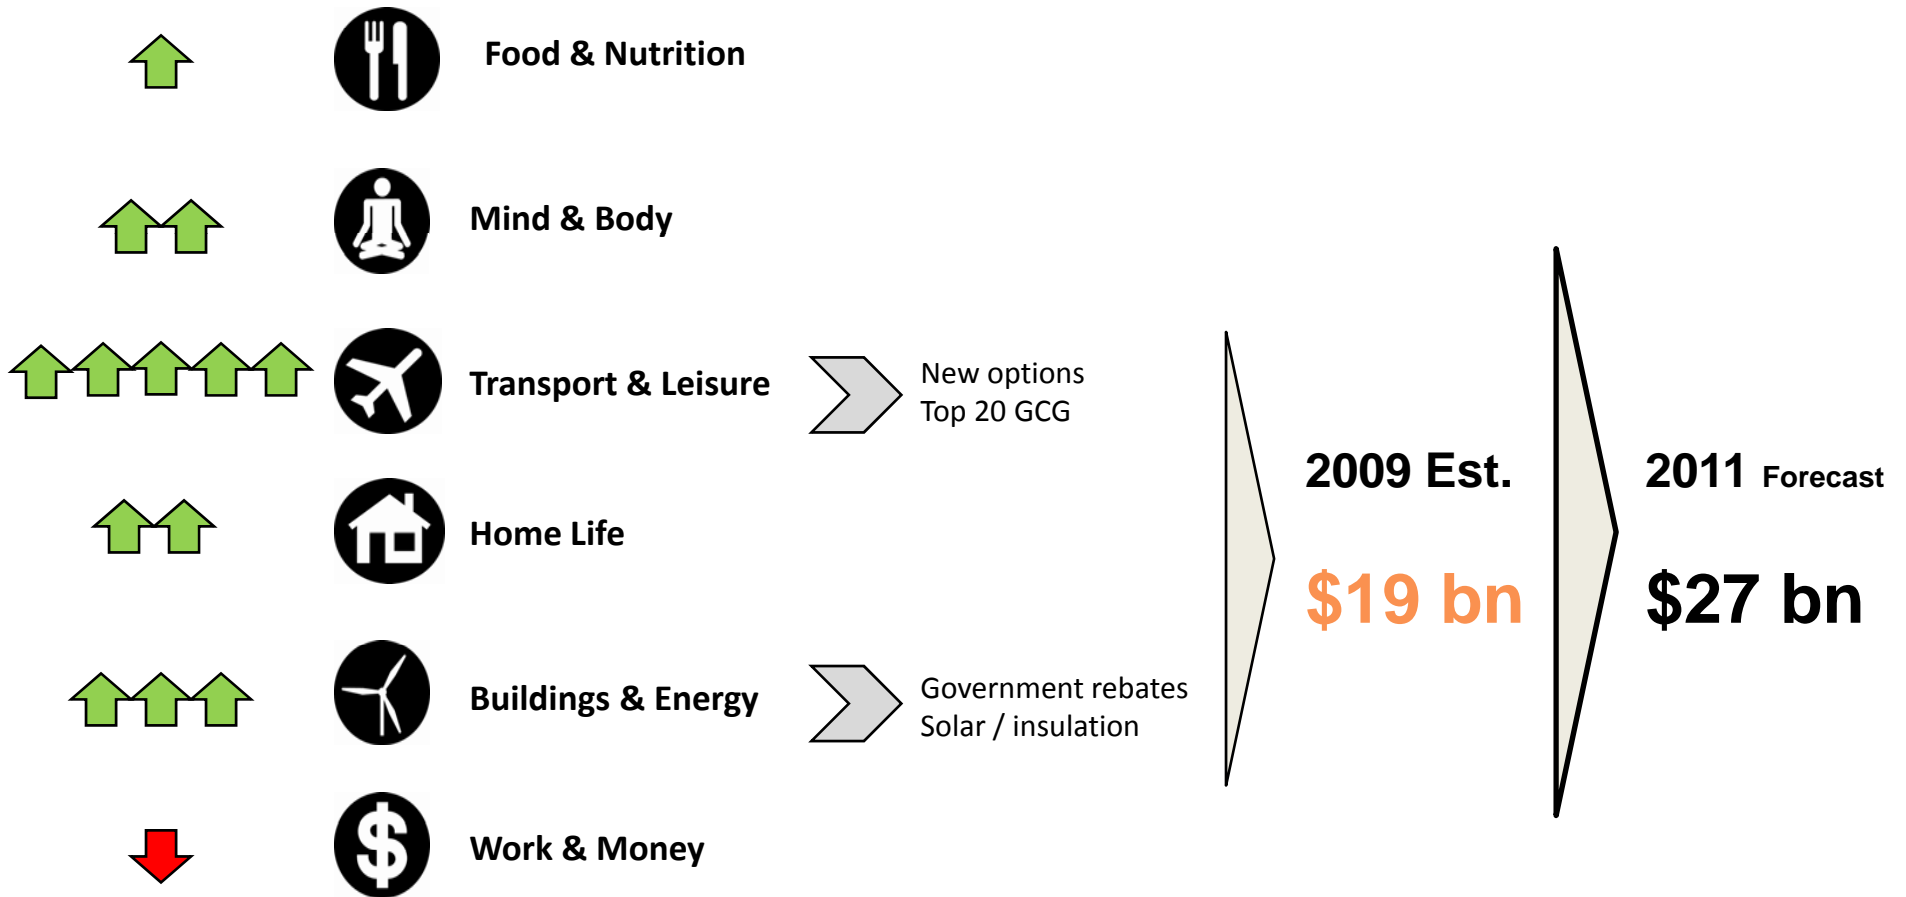 Food & Nutrition
Mind & Body
Transport & Leisure
New options
Top 20 GCG
Home Life
2009 Est.
2011 Forecast
$19 bn
$27 bn
Buildings & Energy
Government rebates
Solar / insulation
$
Work & Money